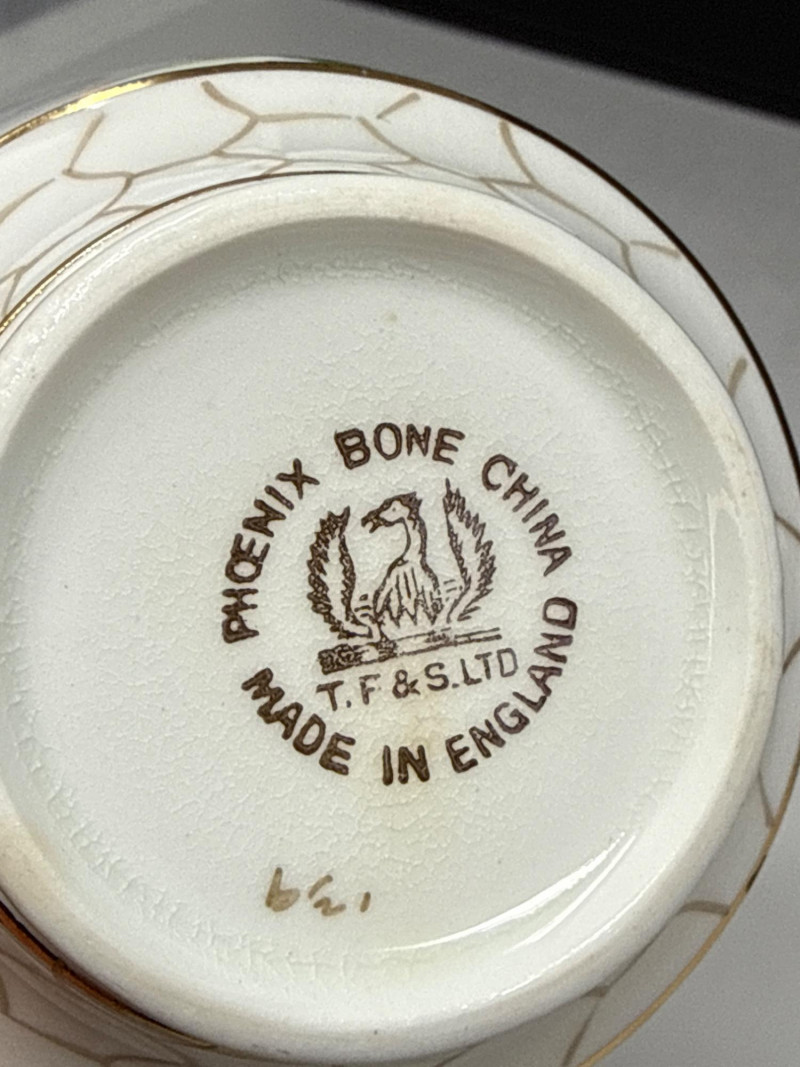 PHŒNIX BONE CHINA
T. F & S. LTD
MADE IN ENGLAND